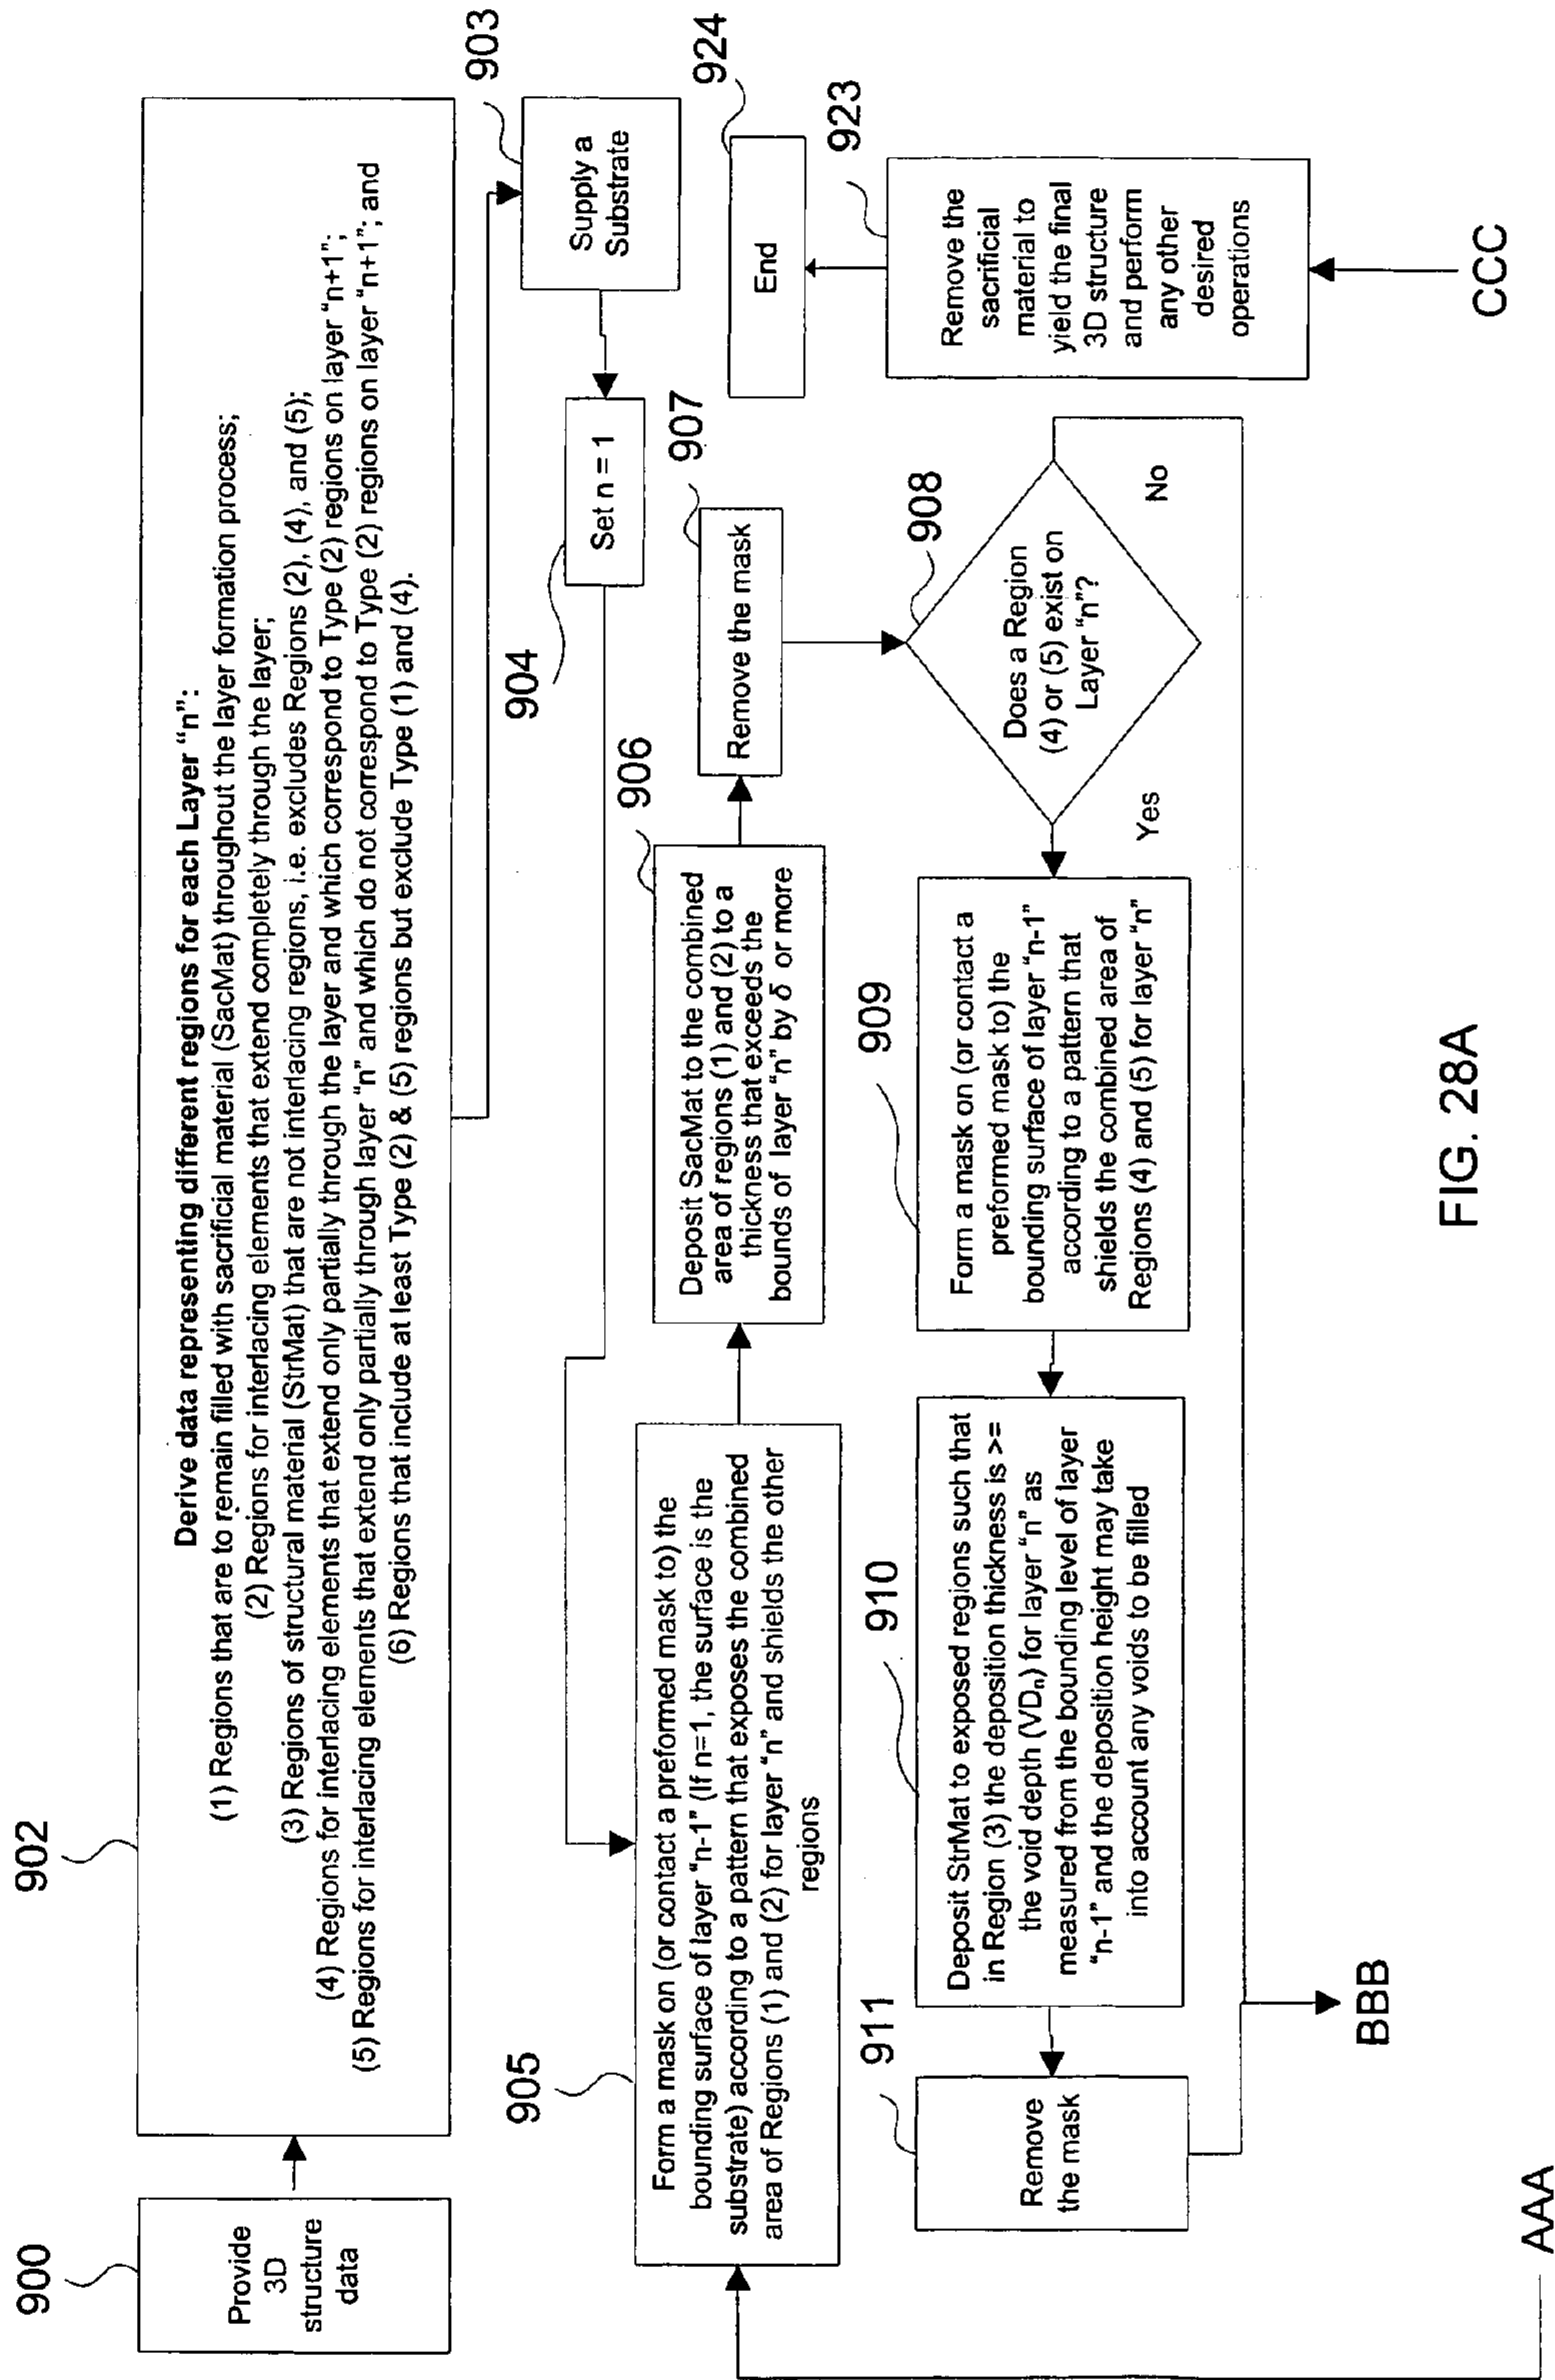 900
Provide
3D
structure
data
902
Derive data representing different regions for each Layer “n”:
(1) Regions that are to remain filled with sacrificial material (SacMat) throughout the layer formation process;
(2) Regions for interlacing elements that extend completely through the layer;
(3) Regions of structural material (StrMat) that are not interlacing regions, i.e. excludes Regions (2), (4), and (5);
(4) Regions for interlacing elements that extend only partially through the layer and which correspond to Type (2) regions on layer “n+1”;
(5) Regions for interlacing elements that extend only partially through layer “n” and which do not correspond to Type (2) regions on layer “n+1”; and
(6) Regions that include at least Type (2) & (5) regions but exclude Type (1) and (4).
903
Supply a
Substrate
904
Set n = 1
905
Form a mask on (or contact a preformed mask to) the
bounding surface of layer “n-1” (If n=1, the surface is the
substrate) according to a pattern that exposes the combined
area of Regions (1) and (2) for layer “n” and shields the other
regions
906
Deposit SacMat to the combined
area of regions (1) and (2) to a
thickness that exceeds the
bounds of layer “n” by δ or more
907
Remove the mask
908
Does a Region
(4) or (5) exist on
Layer “n”?
Yes
No
909
Form a mask on (or contact a
preformed mask to) the
bounding surface of layer “n-1”
according to a pattern that
shields the combined area of
Regions (4) and (5) for layer “n”
910
Deposit StrMat to exposed regions such that
in Region (3) the deposition thickness is >=
the void depth (VDn) for layer “n” as
measured from the bounding level of layer
“n-1” and the deposition height may take
into account any voids to be filled
911
Remove
the mask
924
End
923
Remove the
sacrificial
material to
yield the final
3D structure
and perform
any other
desired
operations
AAA
BBB
CCC
FIG. 28A